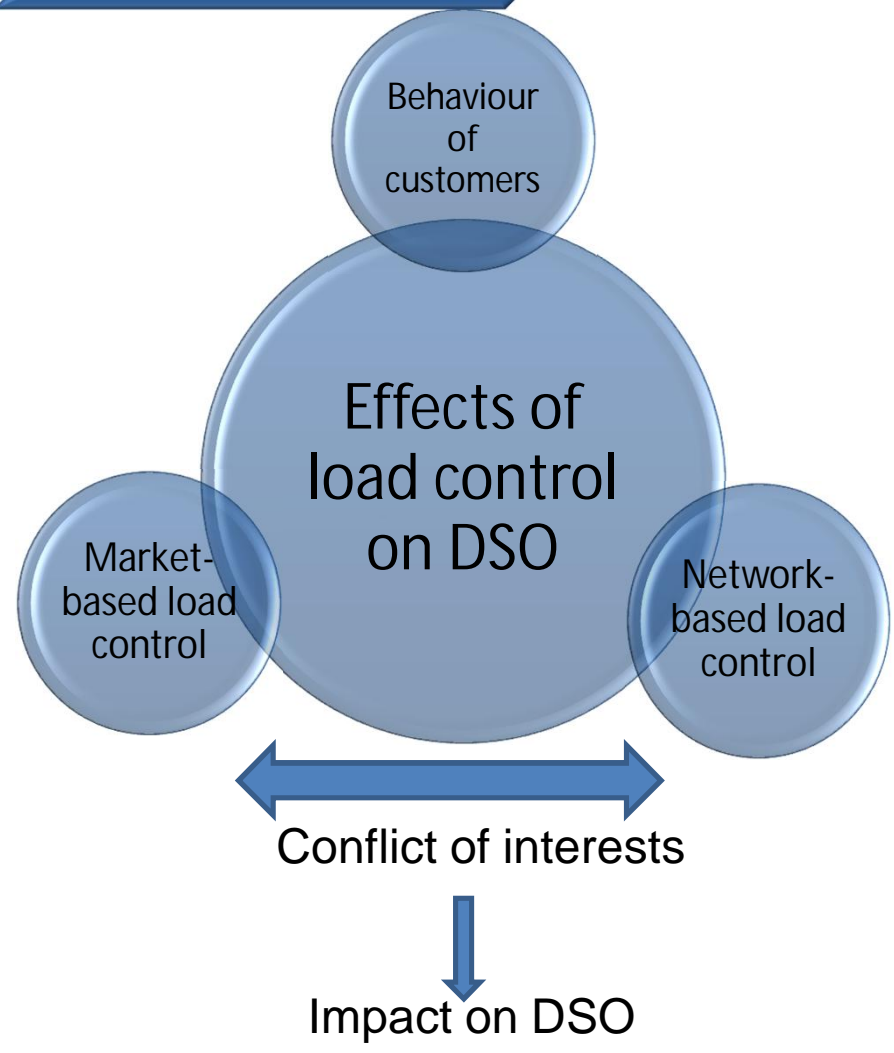 Behaviour
of
customers
Effects of
load control
on DSO
Market-
based load
control
Network-
based load
control
Conflict of interests
Impact on DSO